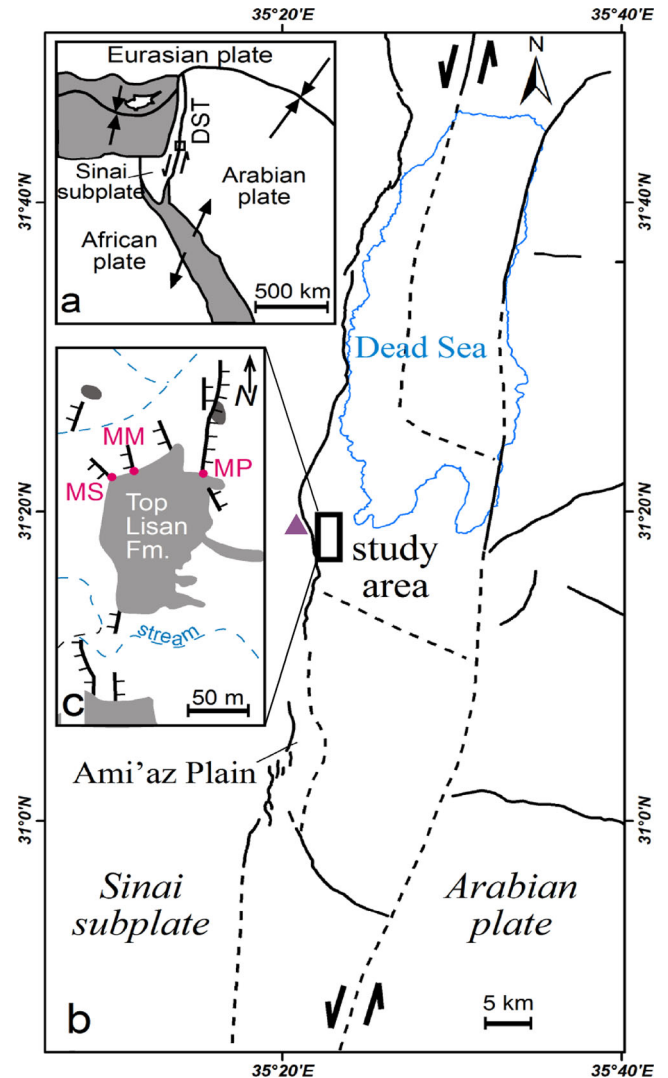 35°20'E
35°40'E
N
Eurasian plate
DST
Sinai
subplate
Arabian
plate
African
plate
500 km
a
31°40'N
31°40'N
Dead Sea
N
MM
MS
MP
Top
Lisan
Fm.
stream
50 m
c
31°20'N
31°20'N
study
area
Ami'az Plain
31°0'N
31°0'N
Sinai
subplate
Arabian
plate
5 km
b
35°20'E
35°40'E